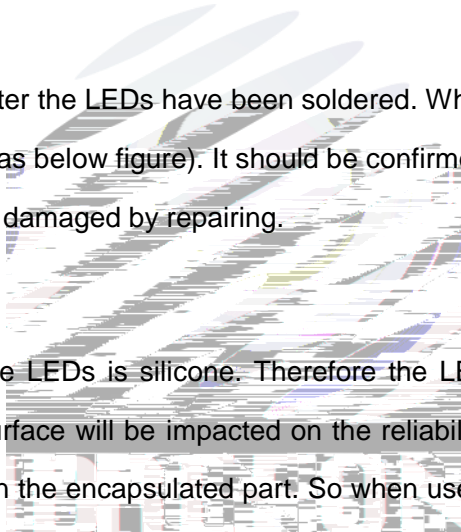 ter the LEDs have been soldered. Wh
as below figure). It should be confirme
damaged by repairing.
e LEDs is silicone. Therefore the LE
urface will be impacted on the reliabil
n the encapsulated part. So when use